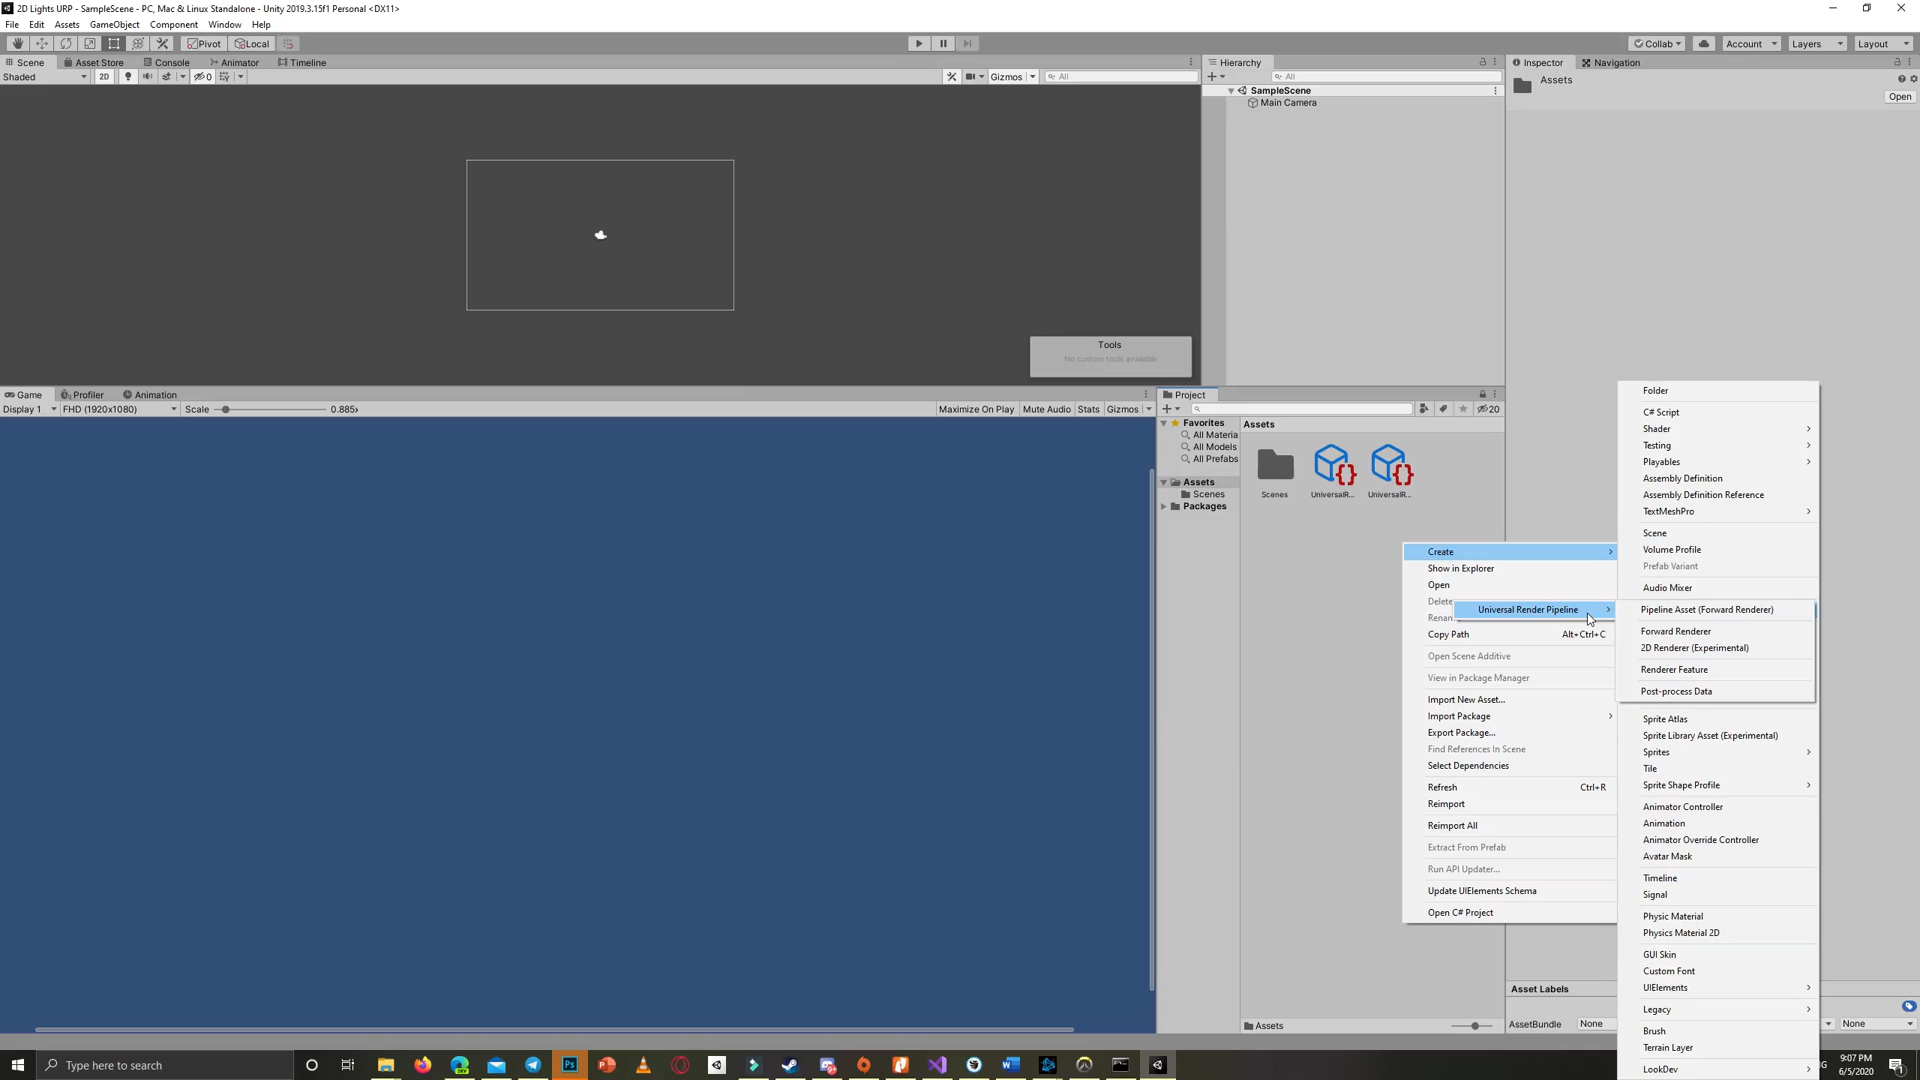 2D Lights URP - SampleScene - PC, Mac & Linux Standalone - Unity 2019.3.15f1 Personal <DX11>
File Edit Assets GameObject Component Window Help
Pivot Local Collab Account Layers Layout
Scene Asset Store Console Animator Timeline
Shaded 2D 0 Gizmos All
Tools
No custom tools available
Hierarchy
All
SampleScene
Main Camera
Inspector Navigation
Assets
Open
Game Profiler Animation
Display 1 FHD (1920x1080) Scale 0.885x Maximize On Play Mute Audio Stats Gizmos
Project
20
Favorites
All Materia
All Models
All Prefabs
Assets
Scenes
Packages
Assets
Scenes UniversalR... UniversalR...
Create
Show in Explorer
Open
Delete
Renam
Copy Path Alt+Ctrl+C
Open Scene Additive
View in Package Manager
Import New Asset...
Import Package
Export Package...
Find References In Scene
Select Dependencies
Refresh Ctrl+R
Reimport
Reimport All
Extract From Prefab
Run API Updater...
Update UIElements Schema
Open C# Project
Universal Render Pipeline
Folder
C# Script
Shader
Testing
Playables
Assembly Definition
Assembly Definition Reference
TextMeshPro
Scene
Volume Profile
Prefab Variant
Audio Mixer
Pipeline Asset (Forward Renderer)
Forward Renderer
2D Renderer (Experimental)
Renderer Feature
Post-process Data
Sprite Atlas
Sprite Library Asset (Experimental)
Sprites
Tile
Sprite Shape Profile
Animator Controller
Animation
Animator Override Controller
Avatar Mask
Timeline
Signal
Physic Material
Physics Material 2D
GUI Skin
Custom Font
UIElements
Legacy
Brush
Terrain Layer
LookDev
Assets
Asset Labels
AssetBundle None None
Type here to search
9:07 PM
6/5/2020